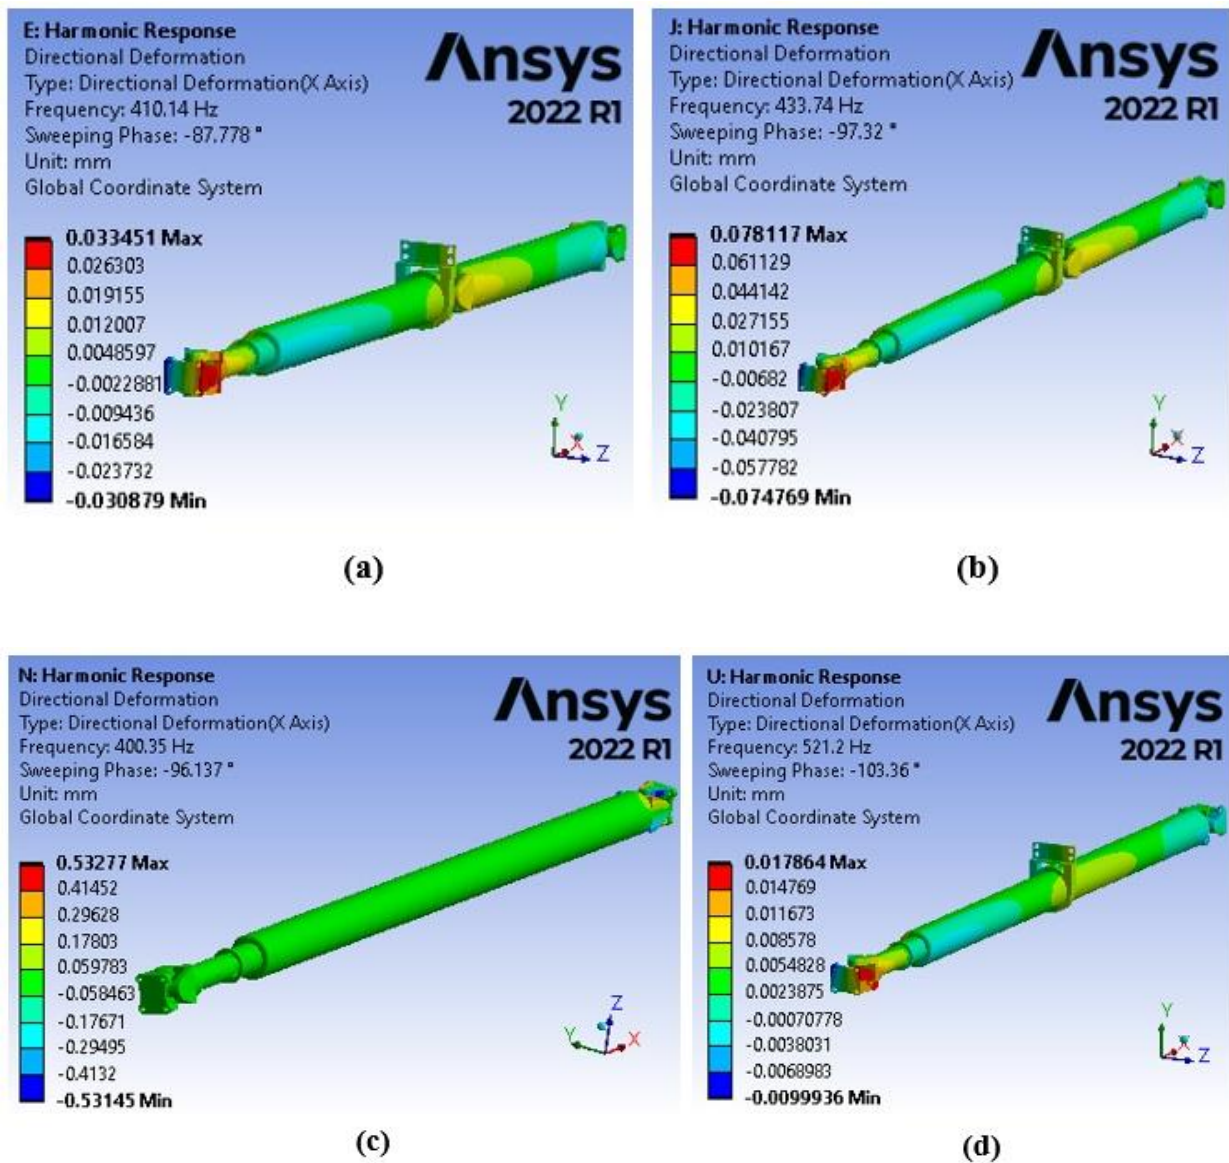 E: Harmonic Response
Directional Deformation
Type: Directional Deformation(X Axis)
Frequency: 410.14 Hz
Sweeping Phase: -87.778 °
Unit: mm
Global Coordinate System
Ansys
2022 R1
0.033451 Max
0.026303
0.019155
0.012007
0.0048597
-0.0022881
-0.009436
-0.016584
-0.023732
-0.030879 Min
Y
X
Z
(a)
J: Harmonic Response
Directional Deformation
Type: Directional Deformation(X Axis)
Frequency: 433.74 Hz
Sweeping Phase: -97.32 °
Unit: mm
Global Coordinate System
Ansys
2022 R1
0.078117 Max
0.061129
0.044142
0.027155
0.010167
-0.00682
-0.023807
-0.040795
-0.057782
-0.074769 Min
Y
X
Z
(b)
N: Harmonic Response
Directional Deformation
Type: Directional Deformation(X Axis)
Frequency: 400.35 Hz
Sweeping Phase: -96.137 °
Unit: mm
Global Coordinate System
Ansys
2022 R1
0.53277 Max
0.41452
0.29628
0.17803
0.059783
-0.058463
-0.17671
-0.29495
-0.4132
-0.53145 Min
Z
Y
X
(c)
U: Harmonic Response
Directional Deformation
Type: Directional Deformation(X Axis)
Frequency: 521.2 Hz
Sweeping Phase: -103.36 °
Unit: mm
Global Coordinate System
Ansys
2022 R1
0.017864 Max
0.014769
0.011673
0.008578
0.0054828
0.0023875
-0.00070778
-0.0038031
-0.0068983
-0.0099936 Min
Y
X
Z
(d)